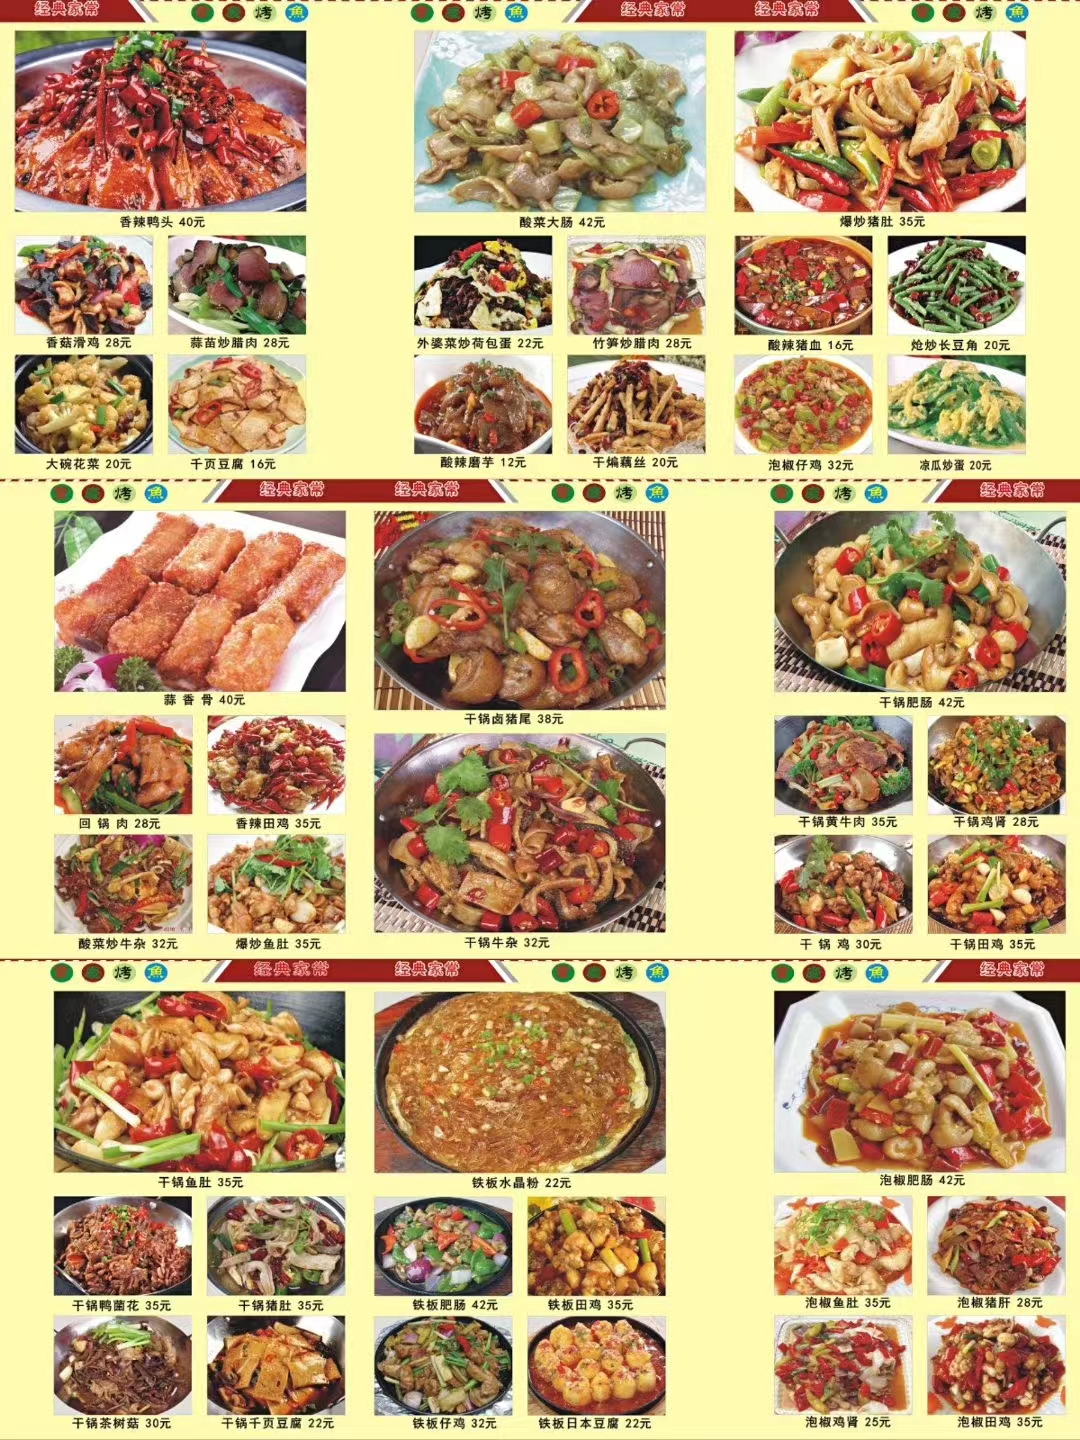 经典家常
烤 魚
经典家常
经典家常
烤 魚
烤 魚
香辣鸭头 40元
酸菜大肠 42元
爆炒猪肚 35元
香菇滑鸡 28元
蒜苗炒腊肉 28元
外婆菜炒荷包蛋 22元
竹笋炒腊肉 28元
酸辣猪血 16元
炝炒长豆角 20元
大碗花菜 20元
千页豆腐 16元
酸辣磨芋 12元
干煸藕丝 20元
泡椒仔鸡 32元
凉瓜炒蛋 20元
烤 魚
经典家常
经典家常
烤 魚
烤 魚
经典家常
蒜 香 骨 40元
干锅卤猪尾 38元
干锅肥肠 42元
回 锅 肉 28元
香辣田鸡 35元
干锅黄牛肉 35元
干锅鸡肾 28元
酸菜炒牛杂 32元
爆炒鱼肚 35元
干锅牛杂 32元
干 锅 鸡 30元
干锅田鸡 35元
烤 魚
经典家常
经典家常
烤 魚
烤 魚
经典家常
干锅鱼肚 35元
铁板水晶粉 22元
泡椒肥肠 42元
干锅鸭菌花 35元
干锅猪肚 35元
铁板肥肠 42元
铁板田鸡 35元
泡椒鱼肚 35元
泡椒猪肝 28元
干锅茶树菇 30元
干锅千页豆腐 22元
铁板仔鸡 32元
铁板日本豆腐 22元
泡椒鸡肾 25元
泡椒田鸡 35元